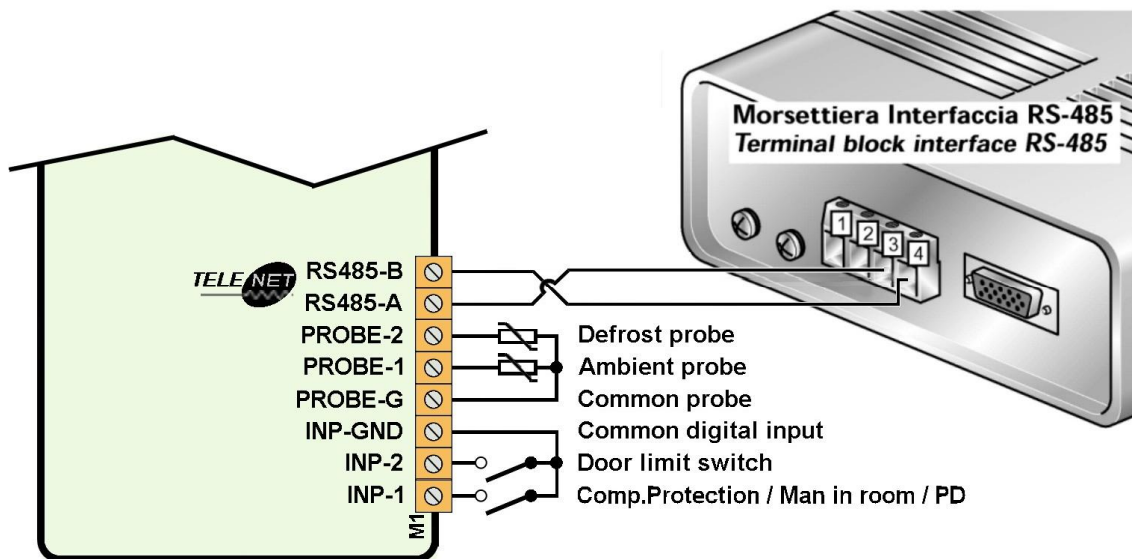 Morsettiera Interfaccia RS-485
Terminal block interface RS-485
1
2
3
4
TELE NET
RS485-B
RS485-A
PROBE-2 Defrost probe
PROBE-1 Ambient probe
PROBE-G Common probe
INP-GND Common digital input
INP-2 Door limit switch
INP-1 Comp.Protection / Man in room / PD
M1